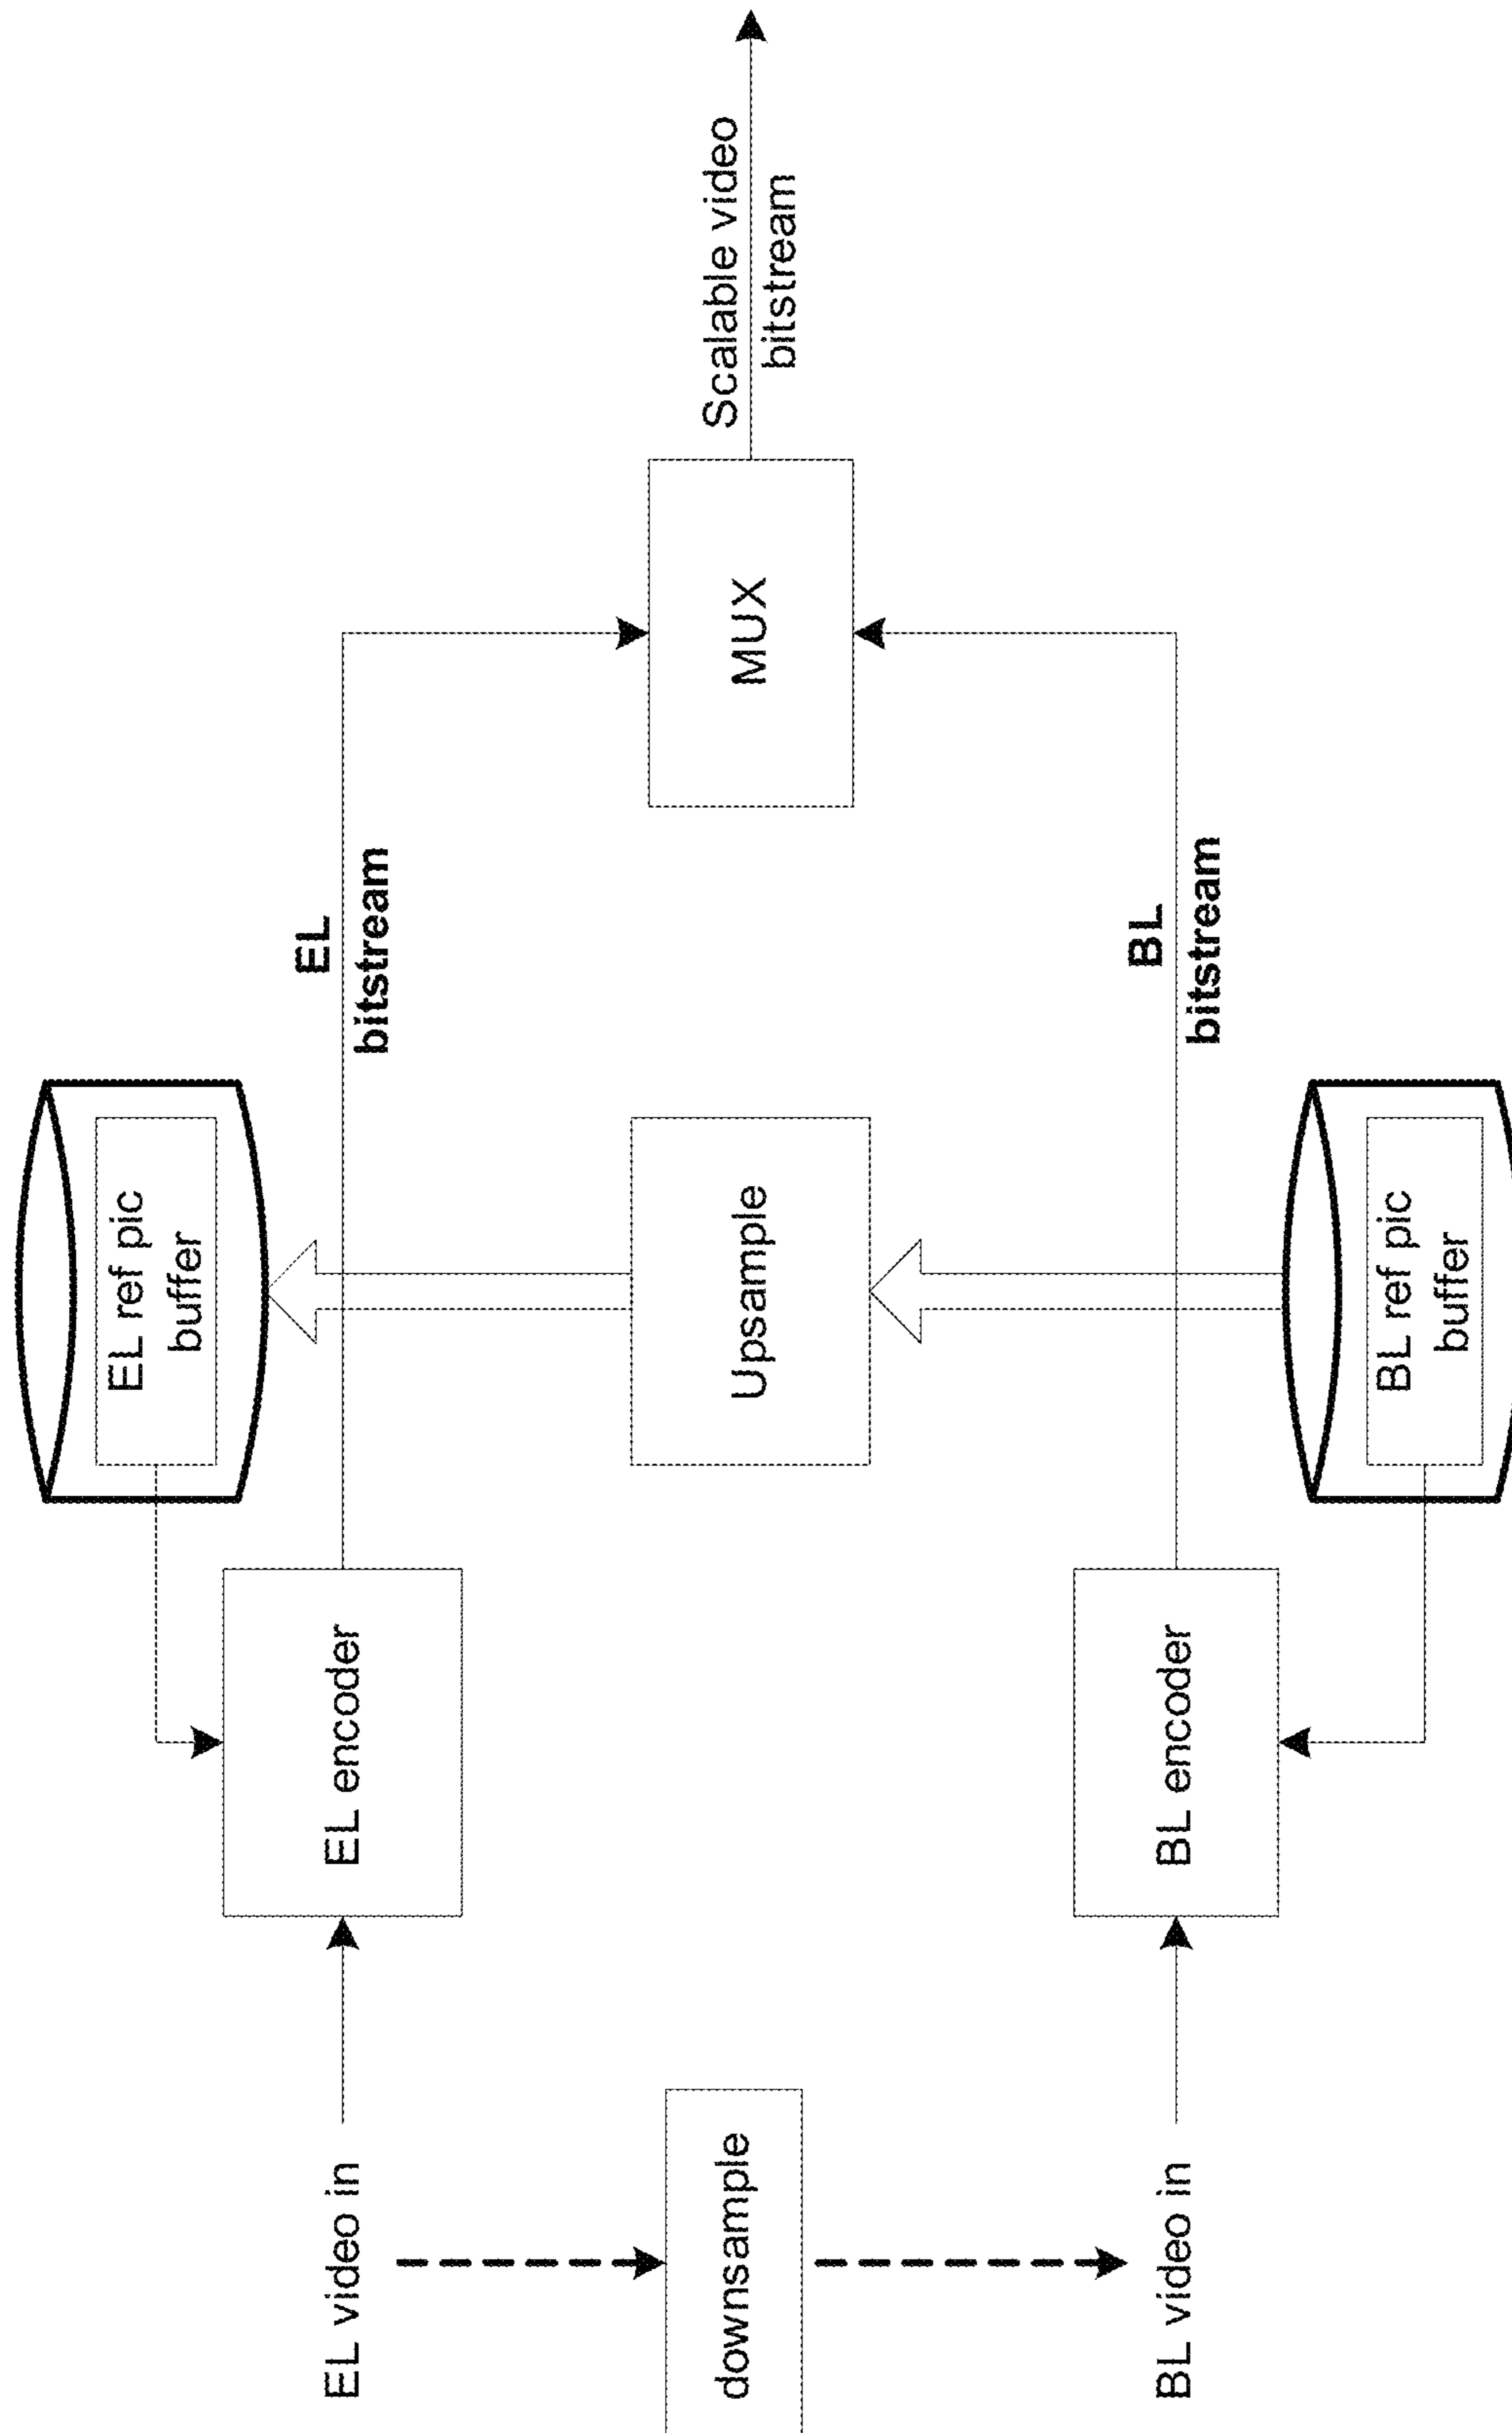 EL video in
downsample
BL video in
EL encoder
BL encoder
EL ref pic
buffer
Upsample
BL ref pic
buffer
EL
bitstream
BL
bitstream
MUX
Scalable video
bitstream